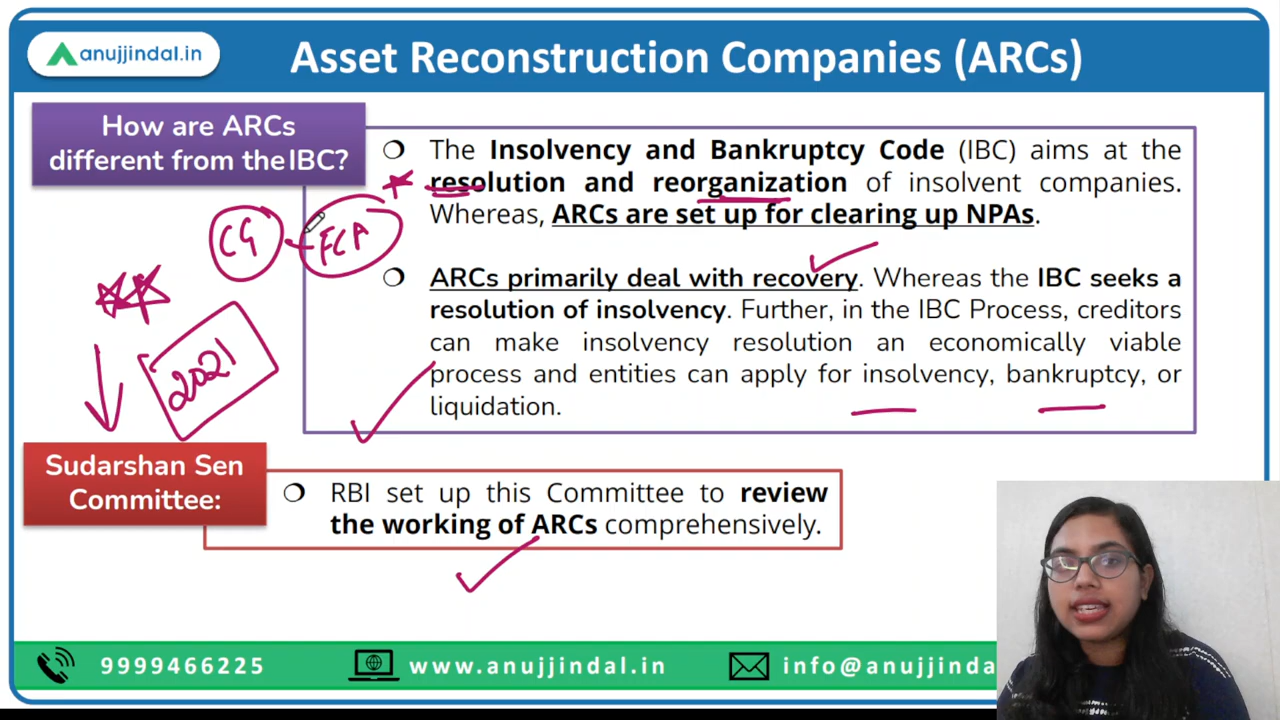 anujjindal.in
Asset Reconstruction Companies (ARCs)
How are ARCs
different from the IBC?
❍ The Insolvency and Bankruptcy Code (IBC) aims at the
resolution and reorganization of insolvent companies.
Whereas, ARCs are set up for clearing up NPAs.
CG
FCA
❍ ARCs primarily deal with recovery. Whereas the IBC seeks a
resolution of insolvency. Further, in the IBC Process, creditors
can make insolvency resolution an economically viable
process and entities can apply for insolvency, bankruptcy, or
liquidation.
2021
Sudarshan Sen
Committee:
❍ RBI set up this Committee to review
the working of ARCs comprehensively.
9999466225
www.anujjindal.in
info@anujjinda